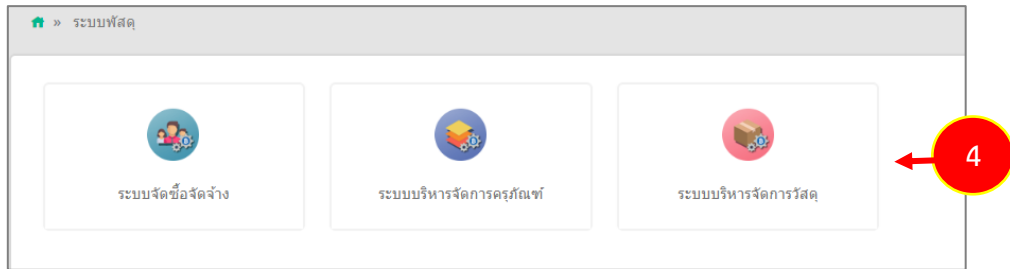 » ระบบพัสดุ
ระบบจัดซื้อจัดจ้าง
ระบบบริหารจัดการครุภัณฑ์
ระบบบริหารจัดการวัสดุ
4